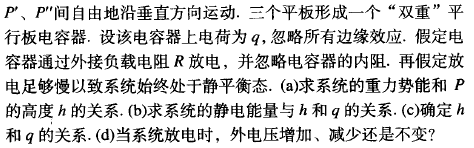 P′、P″间自由地沿垂直方向运动. 三个平板形成一个“双重”平
行板电容器. 设该电容器上电荷为 q,忽略所有边缘效应. 假定电
容器通过外接负载电阻 R 放电，并忽略电容器的内阻. 再假定放
电足够慢以致系统始终处于静平衡态. (a)求系统的重力势能和 P
的高度 h 的关系. (b)求系统的静电能量与 h 和 q 的关系. (c)确定 h
和 q 的关系. (d)当系统放电时，外电压增加、减少还是不变?